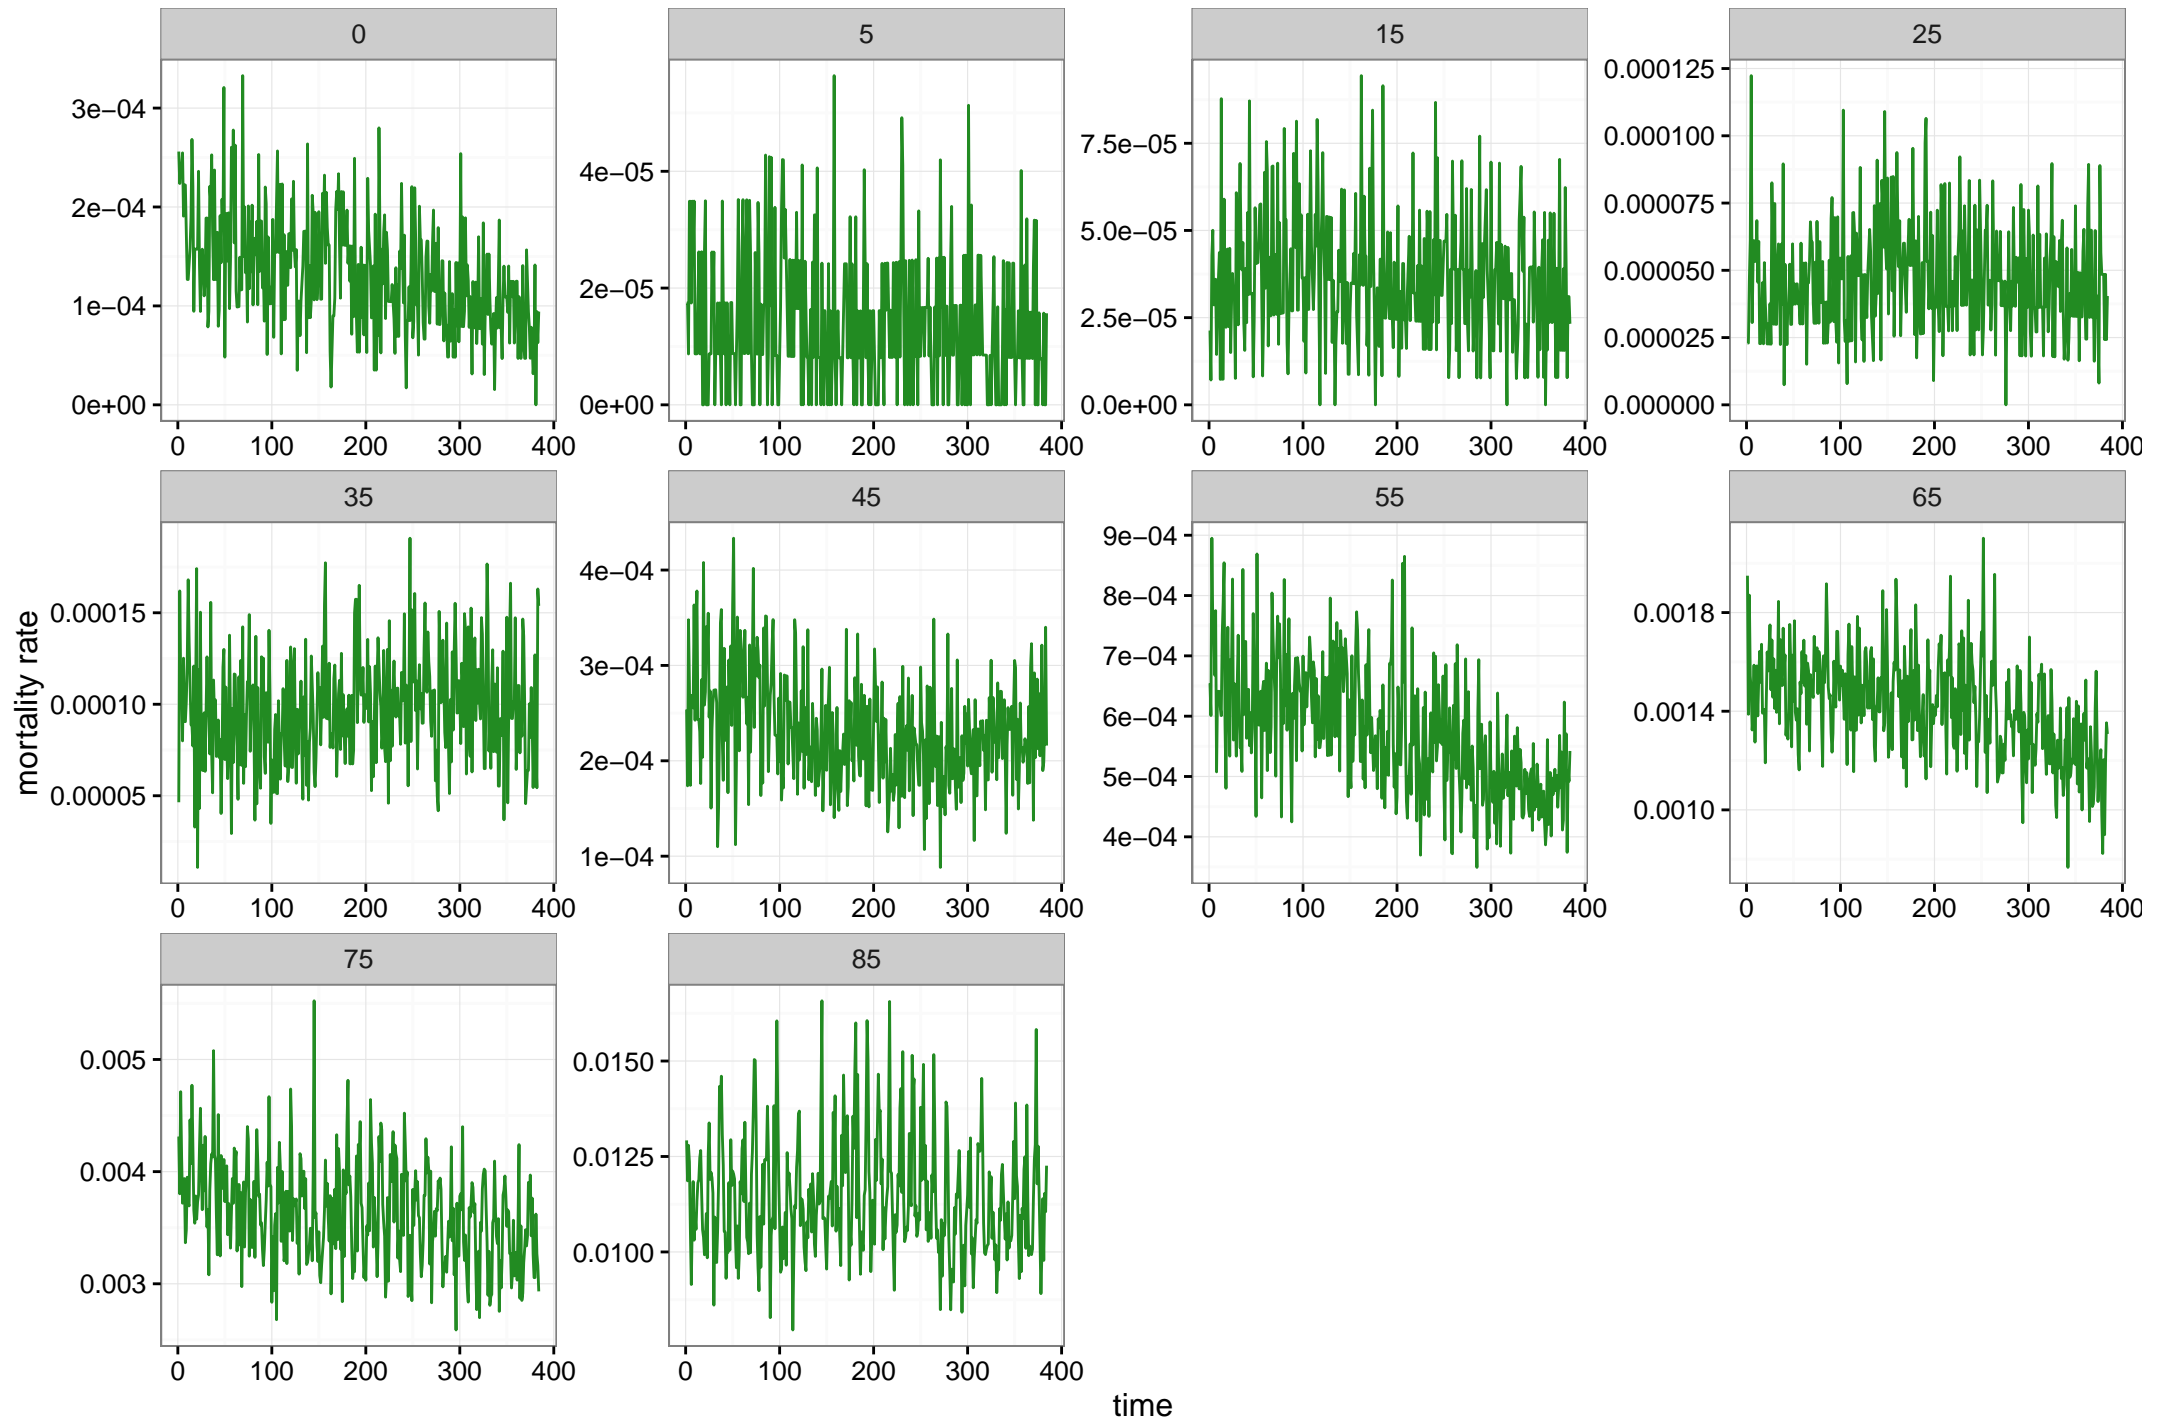 0
5
15
25
3e−04
2e−04
1e−04
0e+00
0 100 200 300 400
4e−05
2e−05
0e+00
0 100 200 300 400
7.5e−05
5.0e−05
2.5e−05
0.0e+00
0 100 200 300 400
0.000125
0.000100
0.000075
0.000050
0.000025
0.000000
0 100 200 300 400
mortality rate
35
45
55
65
0.00015
0.00010
0.00005
0 100 200 300 400
4e−04
3e−04
2e−04
1e−04
0 100 200 300 400
9e−04
8e−04
7e−04
6e−04
5e−04
4e−04
0 100 200 300 400
0.0018
0.0014
0.0010
0 100 200 300 400
75
85
0.005
0.004
0.003
0 100 200 300 400
0.0150
0.0125
0.0100
0 100 200 300 400
time